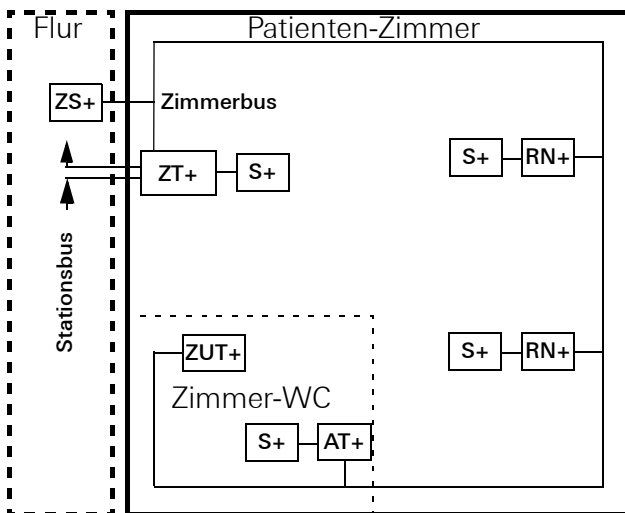 Flur
Patienten-Zimmer
ZS+
Zimmerbus
ZT+
S+
S+
RN+
Stationsbus
ZUT+
S+
RN+
Zimmer-WC
S+
AT+